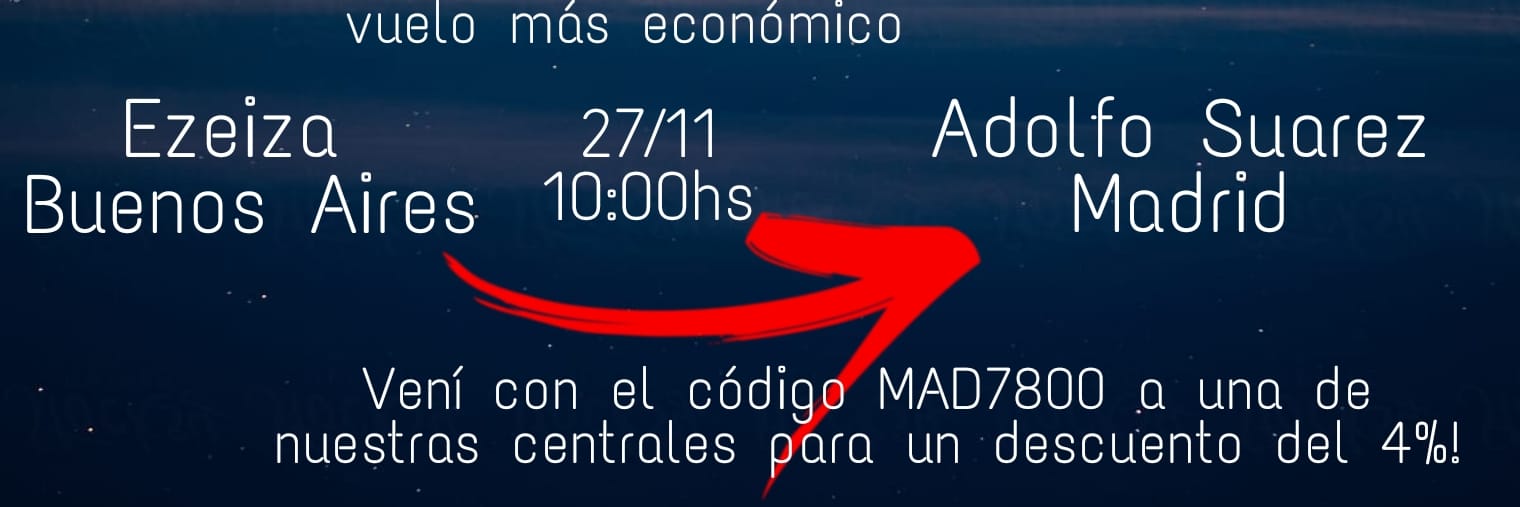 vuelo más económico
Ezeiza
Buenos Aires
27/11
10:00hs
Adolfo Suarez
Madrid
Vení con el código MAD7800 a una de
nuestras centrales para un descuento del 4%!